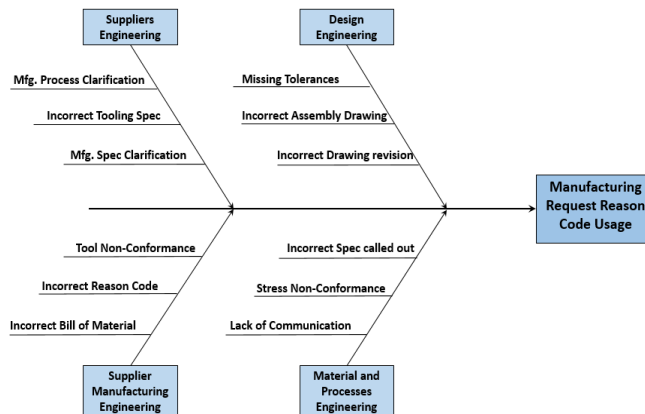 Suppliers
Engineering
Design
Engineering
Mfg. Process Clarification
Missing Tolerances
Incorrect Tooling Spec
Incorrect Assembly Drawing
Mfg. Spec Clarification
Incorrect Drawing revision
Manufacturing
Request Reason
Code Usage
Tool Non-Conformance
Incorrect Spec called out
Incorrect Reason Code
Stress Non-Conformance
Incorrect Bill of Material
Lack of Communication
Supplier
Manufacturing
Engineering
Material and
Processes
Engineering